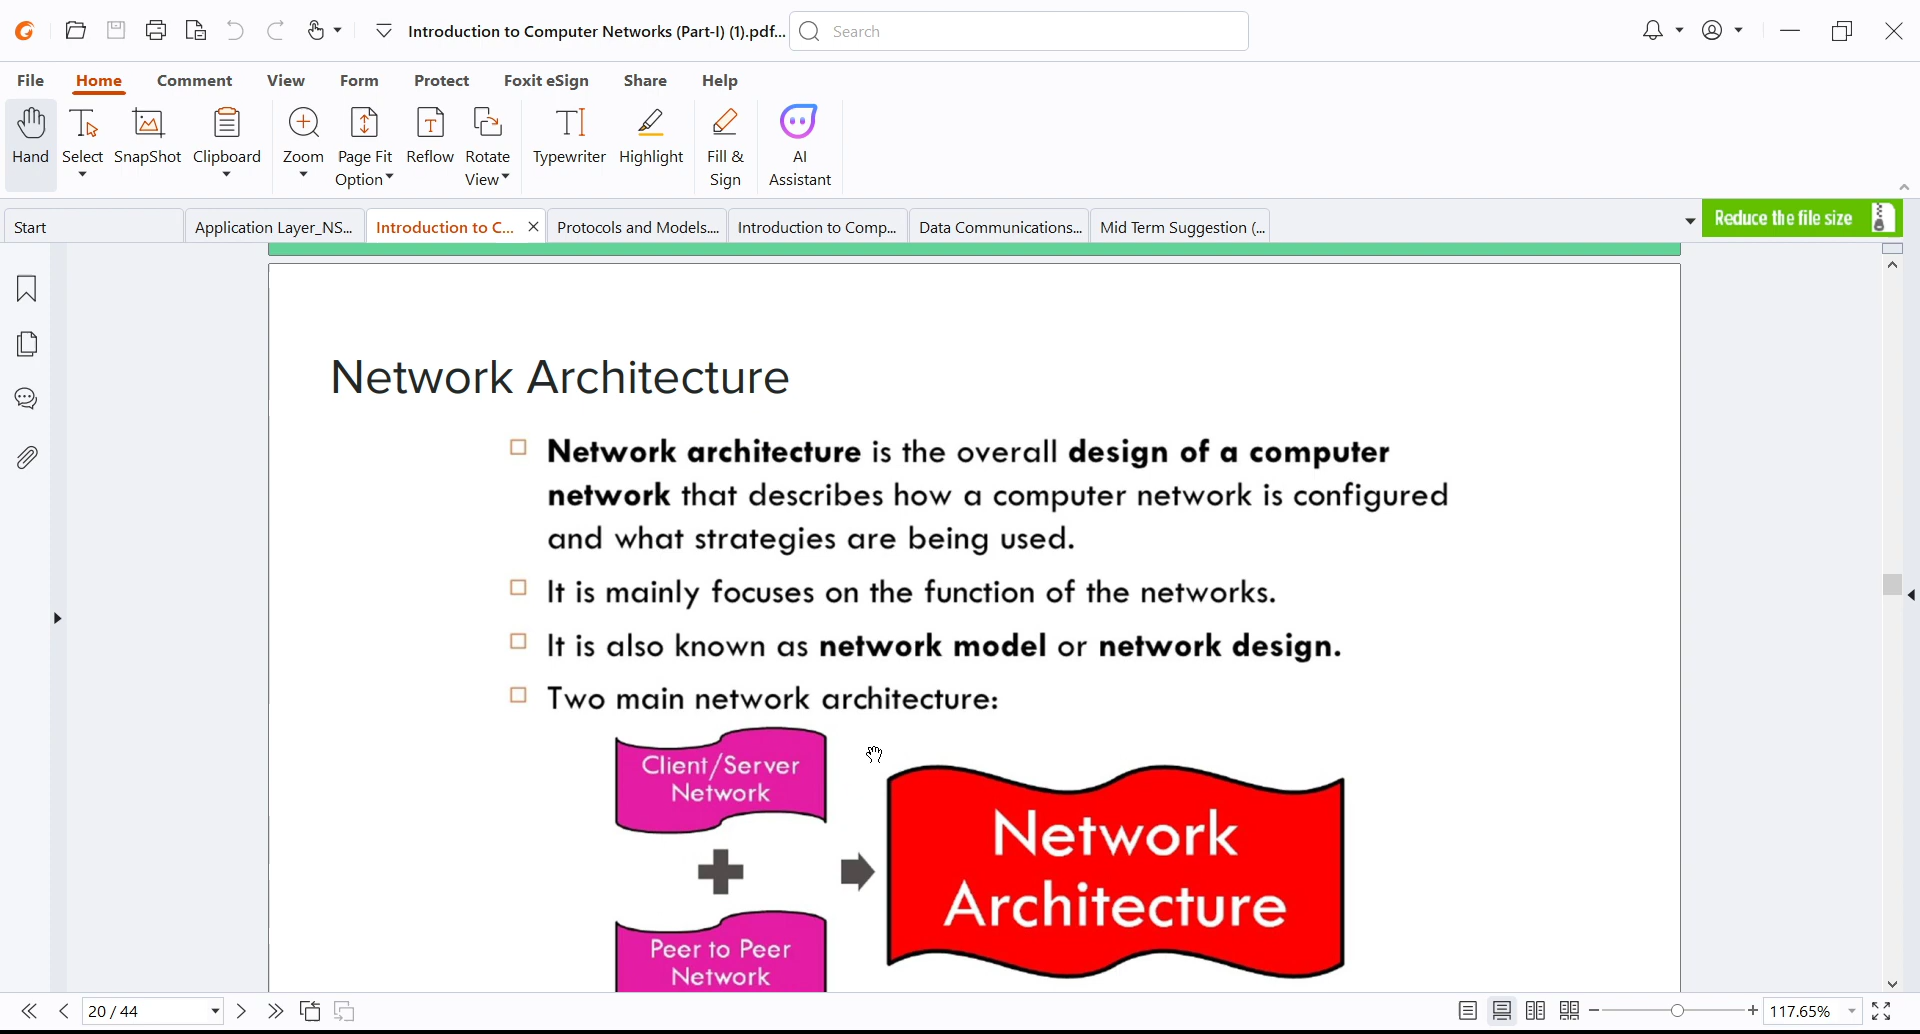 Introduction to Computer Networks (Part-I) (1).pdf...
Search
File
Home
Comment
View
Form
Protect
Foxit eSign
Share
Help
Hand
Select
SnapShot
Clipboard
Zoom
Page Fit
Option
Reflow
Rotate
View
Typewriter
Highlight
Fill &
Sign
AI
Assistant
Start
Application Layer_NS...
Introduction to C...
Protocols and Models....
Introduction to Comp...
Data Communications...
Mid Term Suggestion (...
Reduce the file size
Network Architecture
Network architecture is the overall design of a computer
network that describes how a computer network is configured
and what strategies are being used.
It is mainly focuses on the function of the networks.
It is also known as network model or network design.
Two main network architecture:
Client/Server
Network
Network
Architecture
Peer to Peer
Network
20 / 44
117.65%